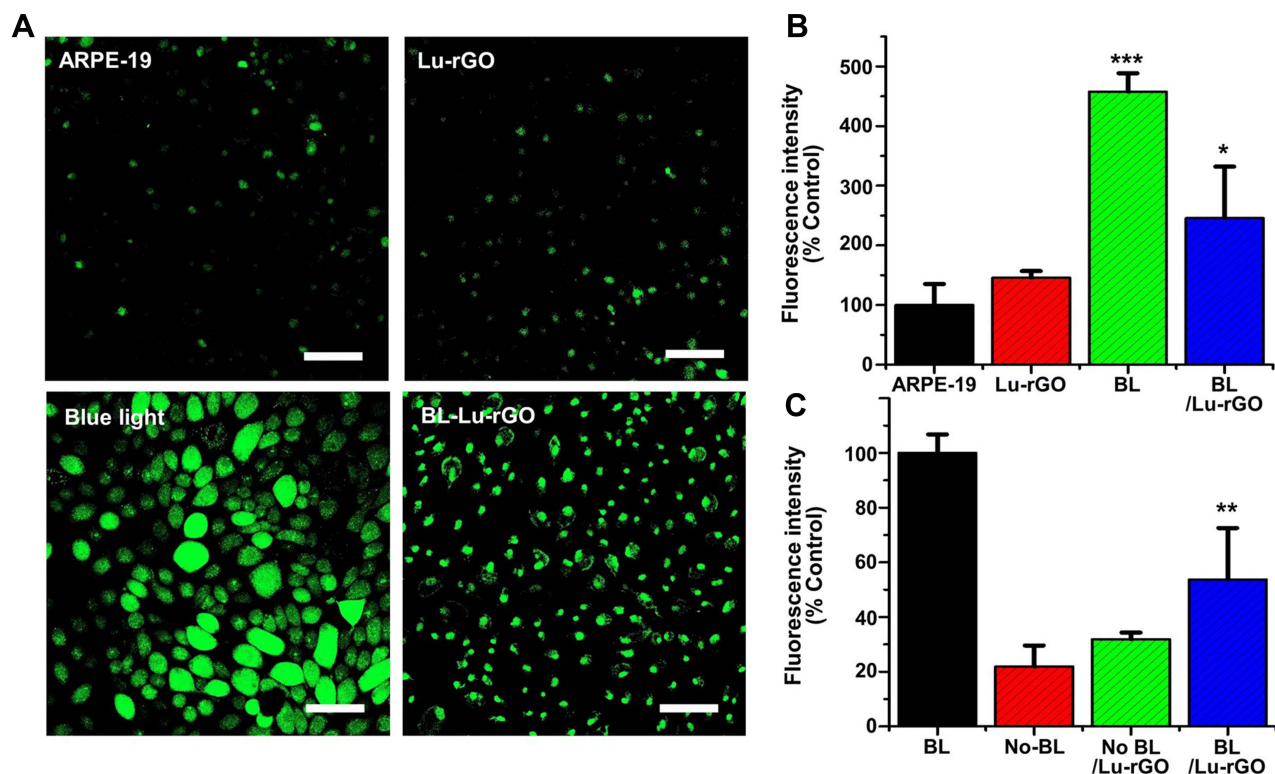 A
ARPE-19
Lu-rGO
Blue light
BL-Lu-rGO
B
Fluorescence intensity
(% Control)
500
400
300
200
100
0
***
*
ARPE-19
Lu-rGO
BL
BL
/Lu-rGO
C
Fluorescence intensity
(% Control)
100
80
60
40
20
0
**
BL
No-BL
No BL
/Lu-rGO
BL
/Lu-rGO